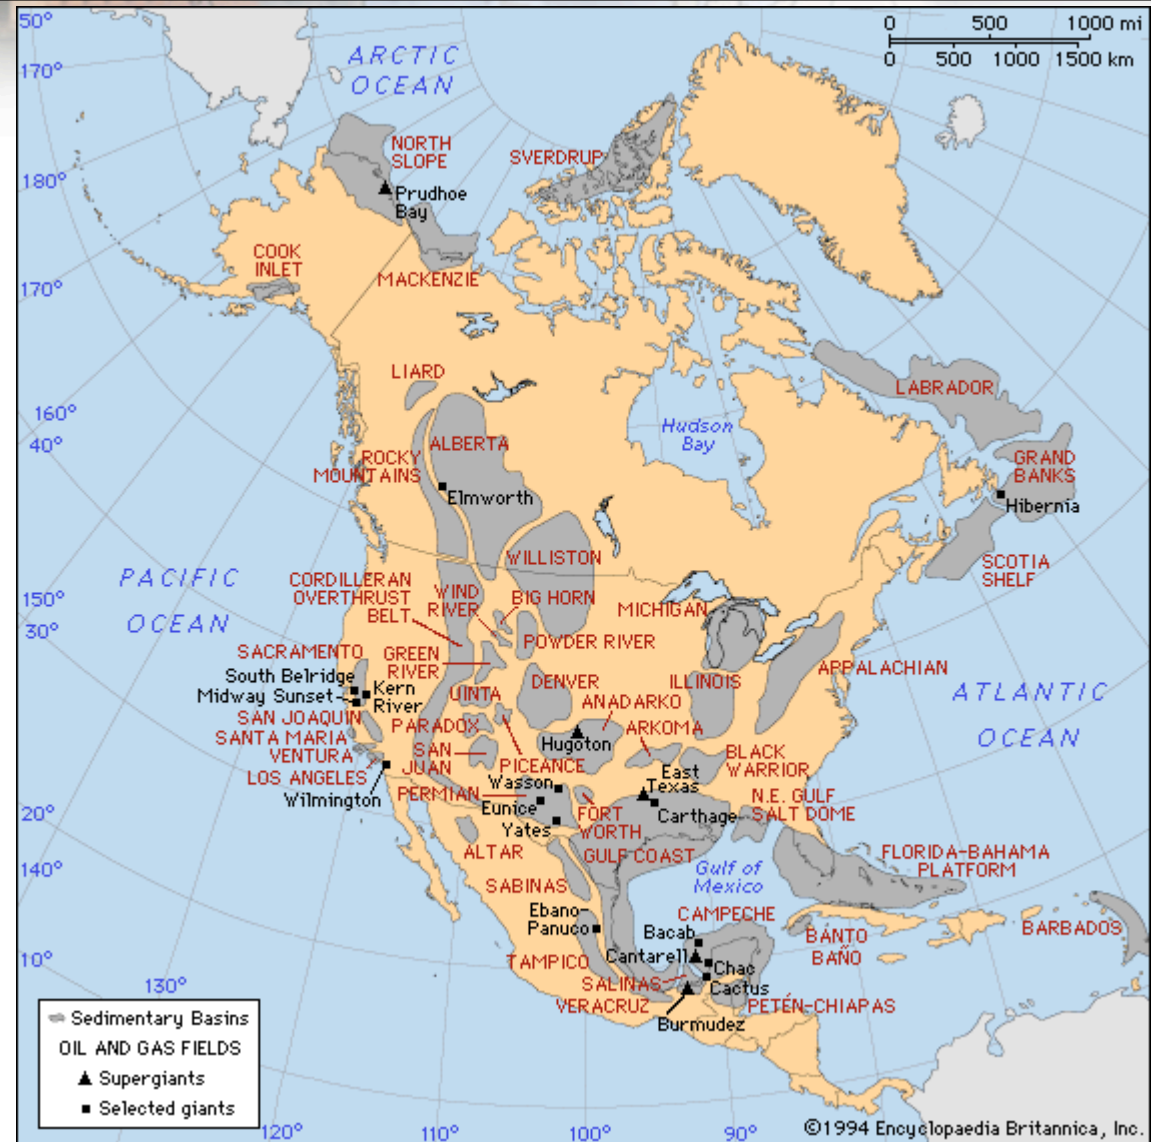 50°
0 500 1000 mi
0 500 1000 1500 km
ARCTIC
OCEAN
170°
NORTH
SLOPE
SVERDRUP
180°
Prudhoe
Bay
COOK
INLET
MACKENZIE
170°
LIARD
LABRADOR
160°
40°
Hudson
Bay
ALBERTA
ROCKY
MOUNTAINS
GRAND
BANKS
Elmworth
Hibernia
WILLISTON
SCOTIA
SHELF
PACIFIC
OCEAN
CORDILLERAN
OVERTHRUST
BELT
WIND
RIVER
BIG HORN
MICHIGAN
150°
30°
POWDER RIVER
SACRAMENTO
GREEN
RIVER
APPALACHIAN
South Belridge
Midway Sunset
Kern
River
UINTA
DENVER
ILLINOIS
ATLANTIC
OCEAN
ANADARKO
SAN JOAQUIN
PARADOX
ARKOMA
SANTA MARIA
Hugoton
VENTURA
SAN
JUAN
PICEANCE
BLACK
WARRIOR
LOS ANGELES
East
Texas
Wasson
Wilmington
PERMIAN
Eunice
Carthage
N.E. GULF
SALT DOME
20°
Yates
FORT
WORTH
ALTAR
GULF COAST
FLORIDA-BAHAMA
PLATFORM
140°
Gulf of
Mexico
SABINAS
Ebano-
Panuco
CAMPECHE
BARBADOS
Bacab
BANTO
BAÑO
Cantarell
10°
TAMPICO
Chac
130°
SALINAS
Cactus
VERACRUZ
PETÉN-CHIAPAS
Burmudez
Sedimentary Basins
OIL AND GAS FIELDS
Supergiants
Selected giants
120°
110°
100°
90°
©1994 Encyclopaedia Britannica, Inc.